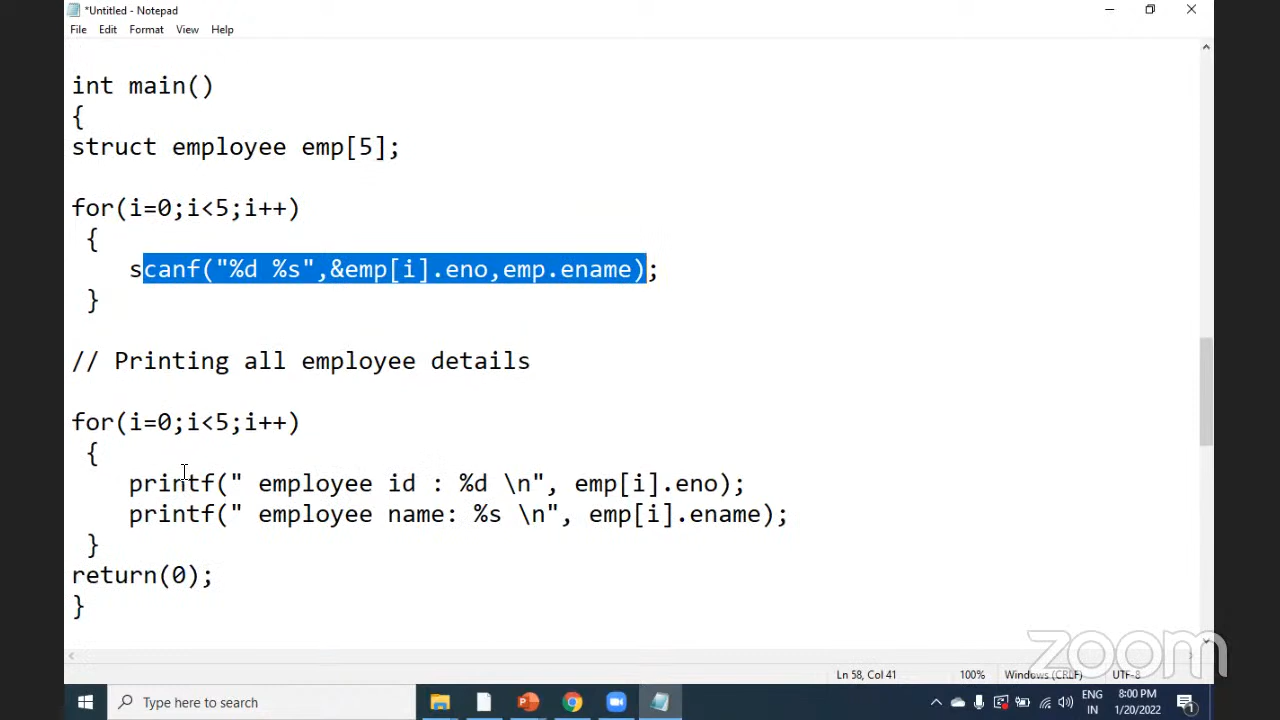 *Untitled - Notepad
File Edit Format View Help
int main()
{
struct employee emp[5];
for(i=0;i<5;i++)
{
scanf("%d %s",&emp[i].eno,emp.ename);
}
// Printing all employee details
for(i=0;i<5;i++)
{
printf(" employee id : %d \n", emp[i].eno);
printf(" employee name: %s \n", emp[i].ename);
}
return(0);
}
zoom
Ln 58, Col 41 100% Windows (CRLF) UTF-8
Type here to search
ENG
IN
8:00 PM
1/20/2022
1